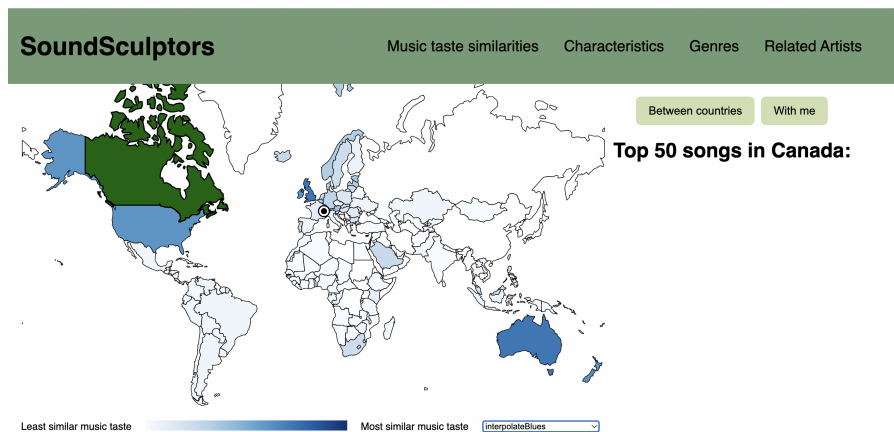 SoundSculptors
Music taste similarities
Characteristics
Genres
Related Artists
Between countries
With me
Top 50 songs in Canada:
Least similar music taste
Most similar music taste
interpolateBlues